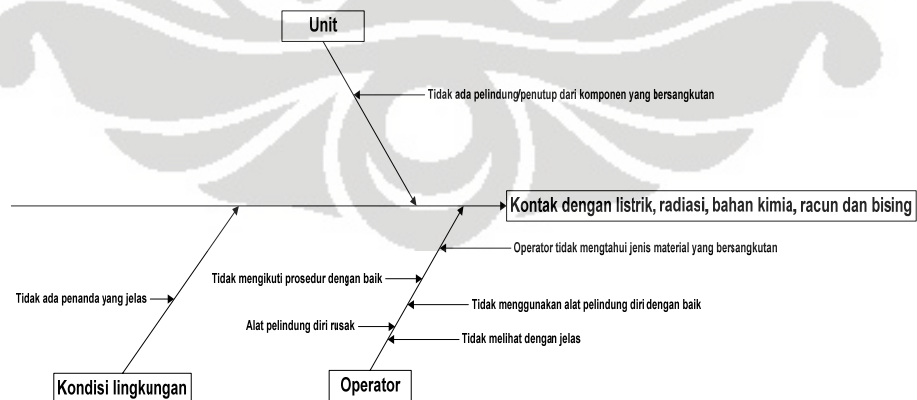 Unit
Tidak ada pelindung/penutup dari komponen yang bersangkutan
Kontak dengan listrik, radiasi, bahan kimia, racun dan bising
Operator tidak mengtahui jenis material yang bersangkutan
Tidak mengikuti prosedur dengan baik
Tidak ada penanda yang jelas
Tidak menggunakan alat pelindung diri dengan baik
Alat pelindung diri rusak
Tidak melihat dengan jelas
Kondisi lingkungan
Operator